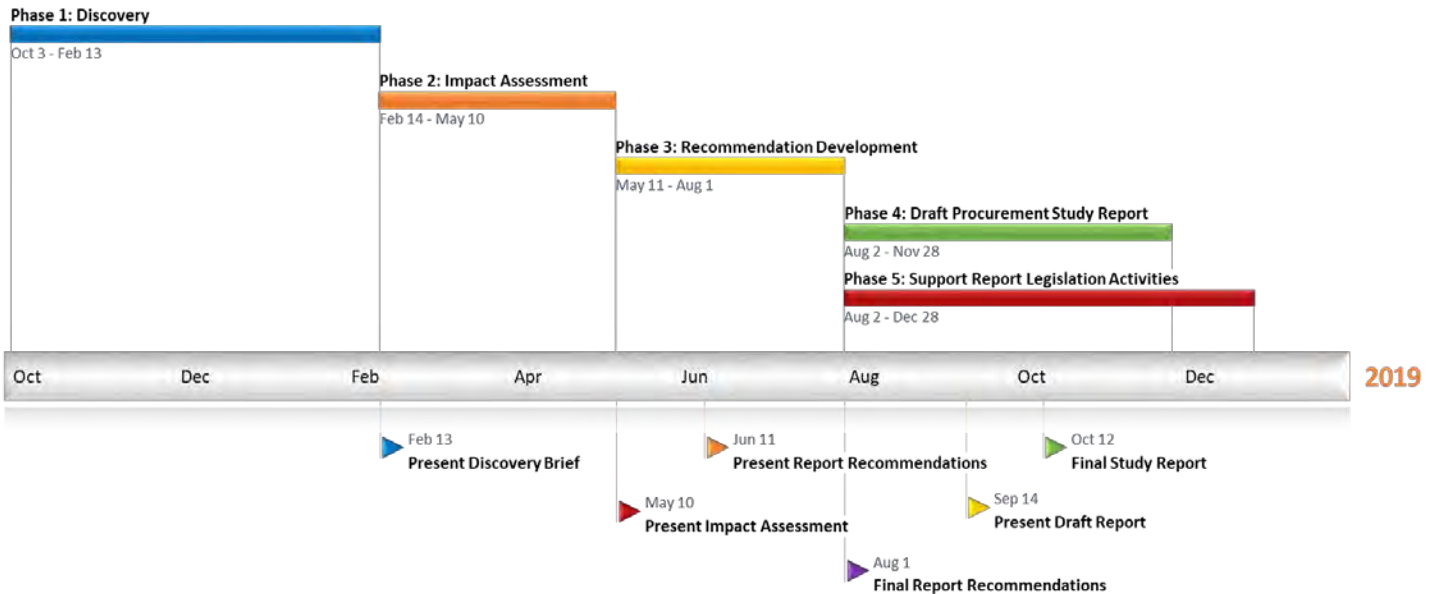 Phase 1: Discovery
Oct 3 - Feb 13
Phase 2: Impact Assessment
Feb 14 - May 10
Phase 3: Recommendation Development
May 11 - Aug 1
Phase 4: Draft Procurement Study Report
Aug 2 - Nov 28
Phase 5: Support Report Legislation Activities
Aug 2 - Dec 28
Oct Dec Feb Apr Jun Aug Oct Dec 2019
Feb 13
Present Discovery Brief
Jun 11
Present Report Recommendations
Oct 12
Final Study Report
May 10
Present Impact Assessment
Sep 14
Present Draft Report
Aug 1
Final Report Recommendations